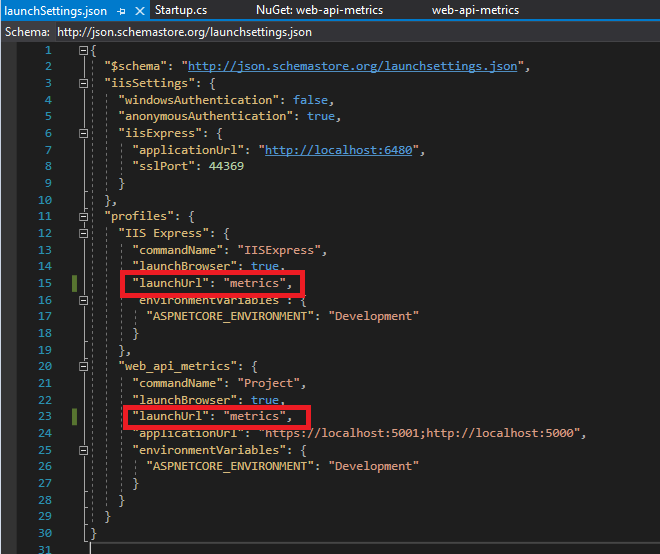 launchSettings.json Startup.cs NuGet: web-api-metrics web-api-metrics
Schema: http://json.schemastore.org/launchsettings.json
1 {
2 "$schema": "http://json.schemastore.org/launchsettings.json",
3 "iisSettings": {
4 "windowsAuthentication": false,
5 "anonymousAuthentication": true,
6 "iisExpress": {
7 "applicationUrl": "http://localhost:6480",
8 "sslPort": 44369
9 }
10 },
11 "profiles": {
12 "IIS Express": {
13 "commandName": "IISExpress",
14 "launchBrowser": true,
15 "launchUrl": "metrics",
16 "environmentVariables": {
17 "ASPNETCORE_ENVIRONMENT": "Development"
18 }
19 },
20 "web_api_metrics": {
21 "commandName": "Project",
22 "launchBrowser": true,
23 "launchUrl": "metrics",
24 "applicationUrl": "https://localhost:5001;http://localhost:5000",
25 "environmentVariables": {
26 "ASPNETCORE_ENVIRONMENT": "Development"
27 }
28 }
29 }
30 }
31